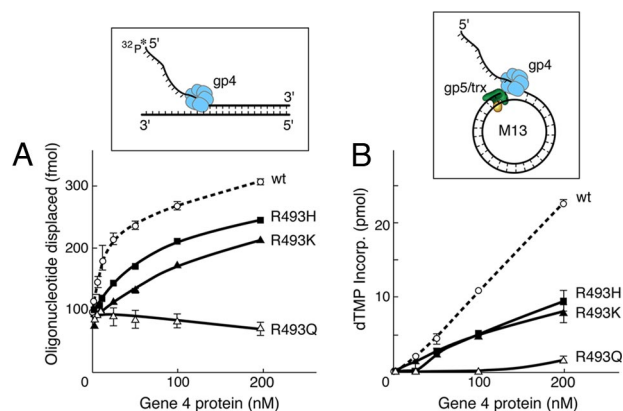 32P* 5'
gp4
3'
3'
5'
A
Oligonucleotide displaced (fmol)
300
200
100
0
0
100
200
wt
R493H
R493K
R493Q
Gene 4 protein (nM)
5'
gp4
gp5/trx
M13
B
dTMP Incorp. (pmol)
20
10
0
0
100
200
wt
R493H
R493K
R493Q
Gene 4 protein (nM)